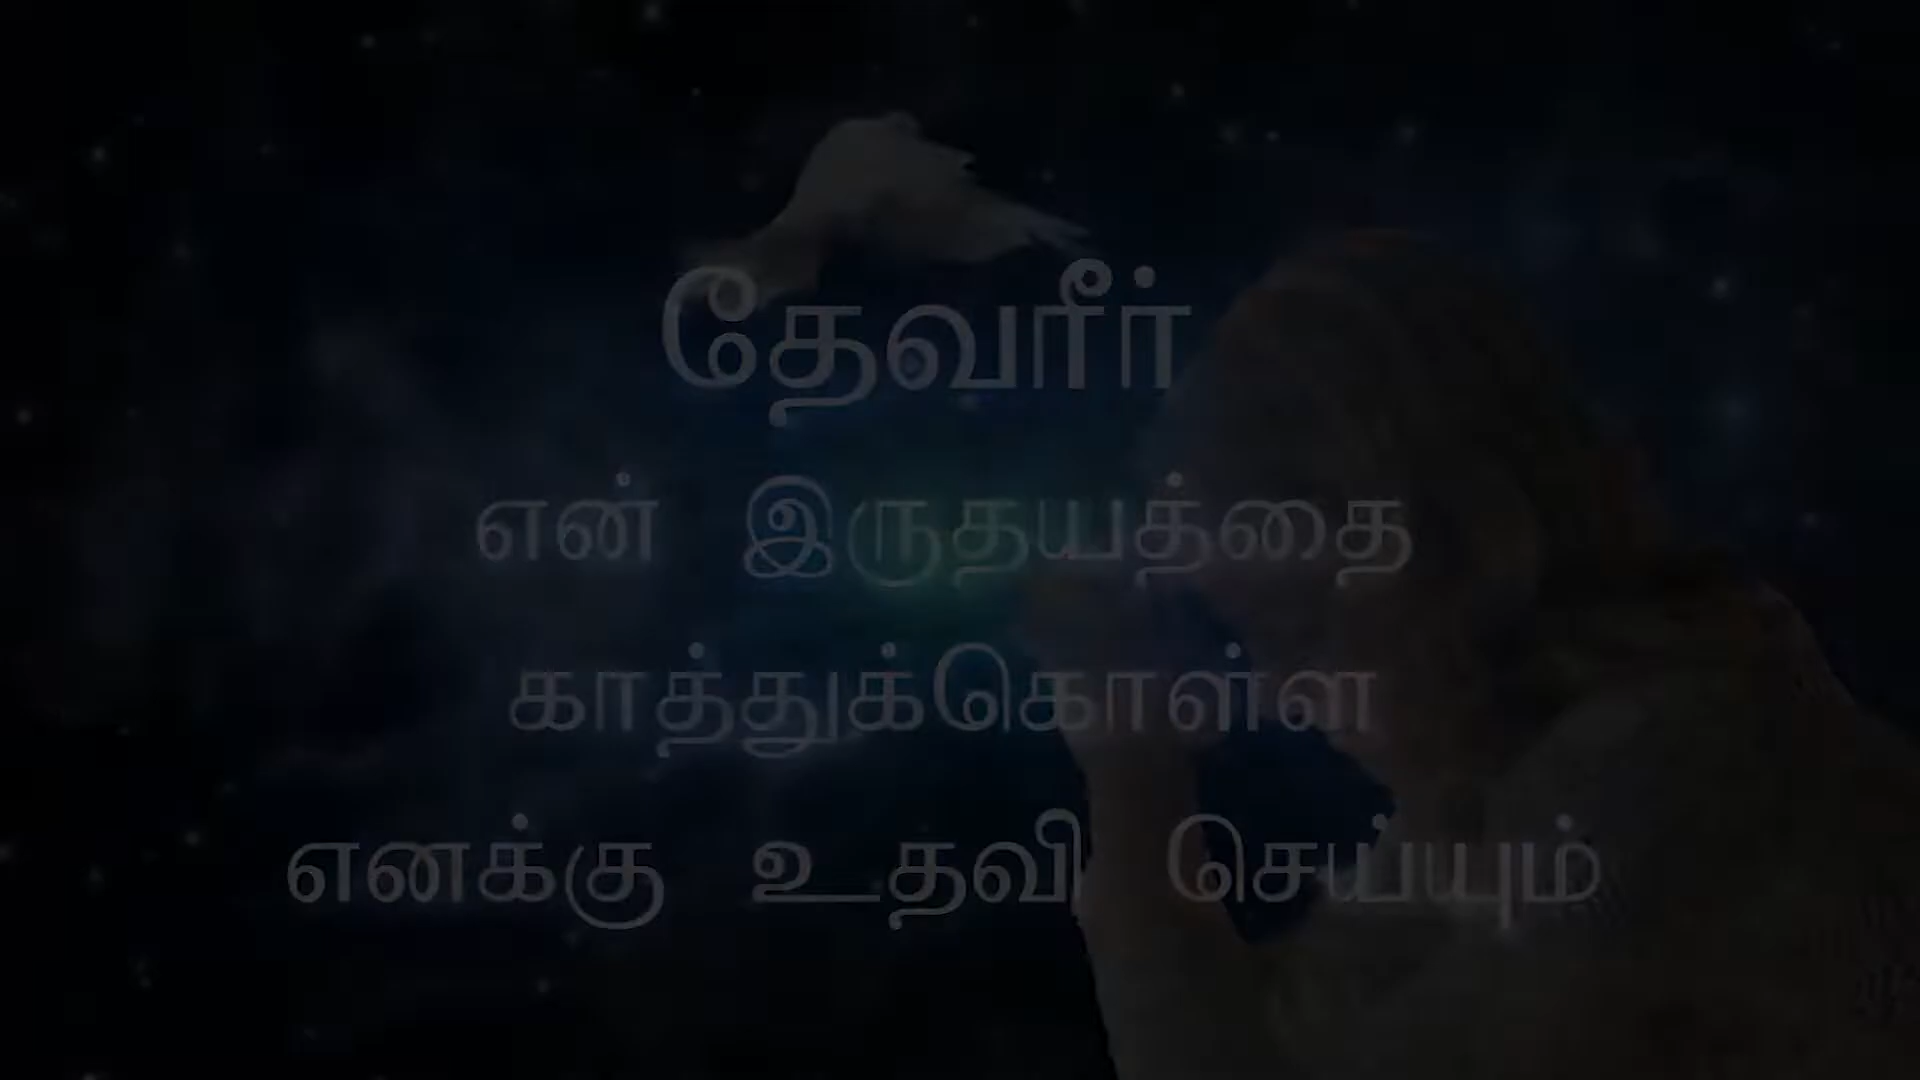 தேவரீர்
என் இருதயத்தை
காத்துக்கொள்ள
எனக்கு உதவி செய்யும்